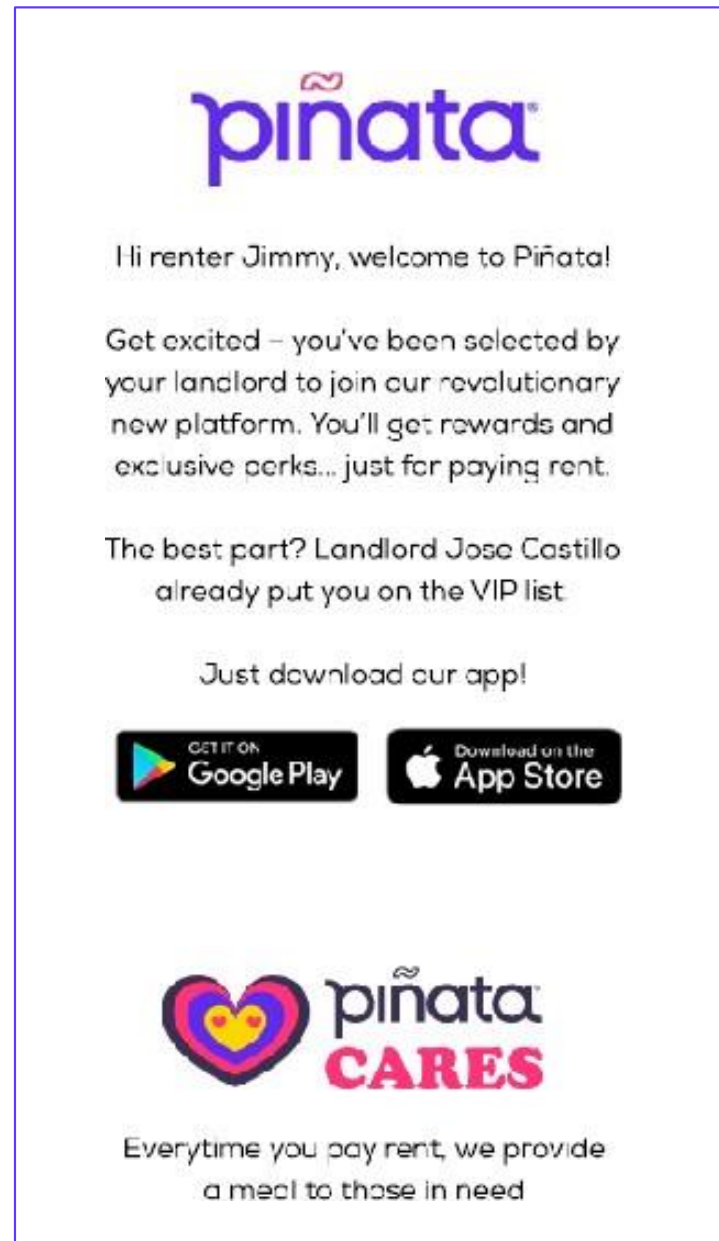 piñata®
Hi renter Jimmy, welcome to Piñata!
Get excited – you've been selected by
your landlord to join our revolutionary
new platform. You'll get rewards and
exclusive perks... just for paying rent.
The best part? Landlord Jose Castillo
already put you on the VIP list.
Just download our app!
GET IT ON
Google Play
Download on the
App Store
piñata
CARES
Everytime you pay rent, we provide
a meal to those in need